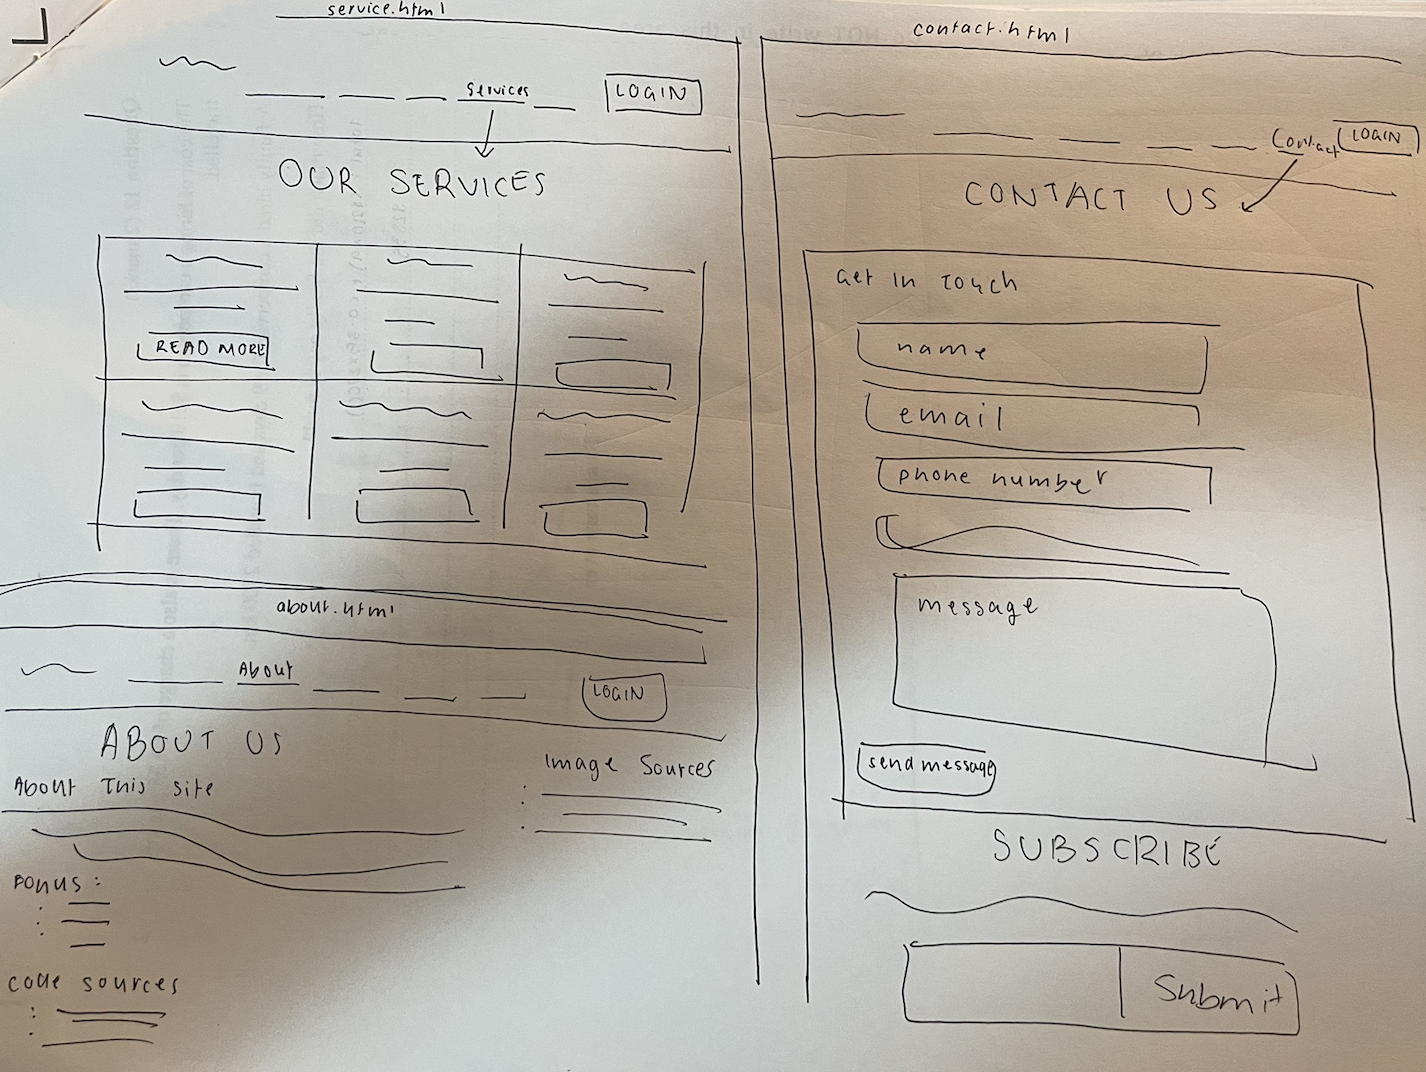 service.html
services
LOGIN
OUR SERVICES
READ MORE
about.html
About
LOGIN
ABOUT US
About This site
Bonus:
code sources
Image Sources
contact.html
Contact
LOGIN
CONTACT US
Get In Touch
name
email
phone number
message
send message
SUBSCRIBE
Submit